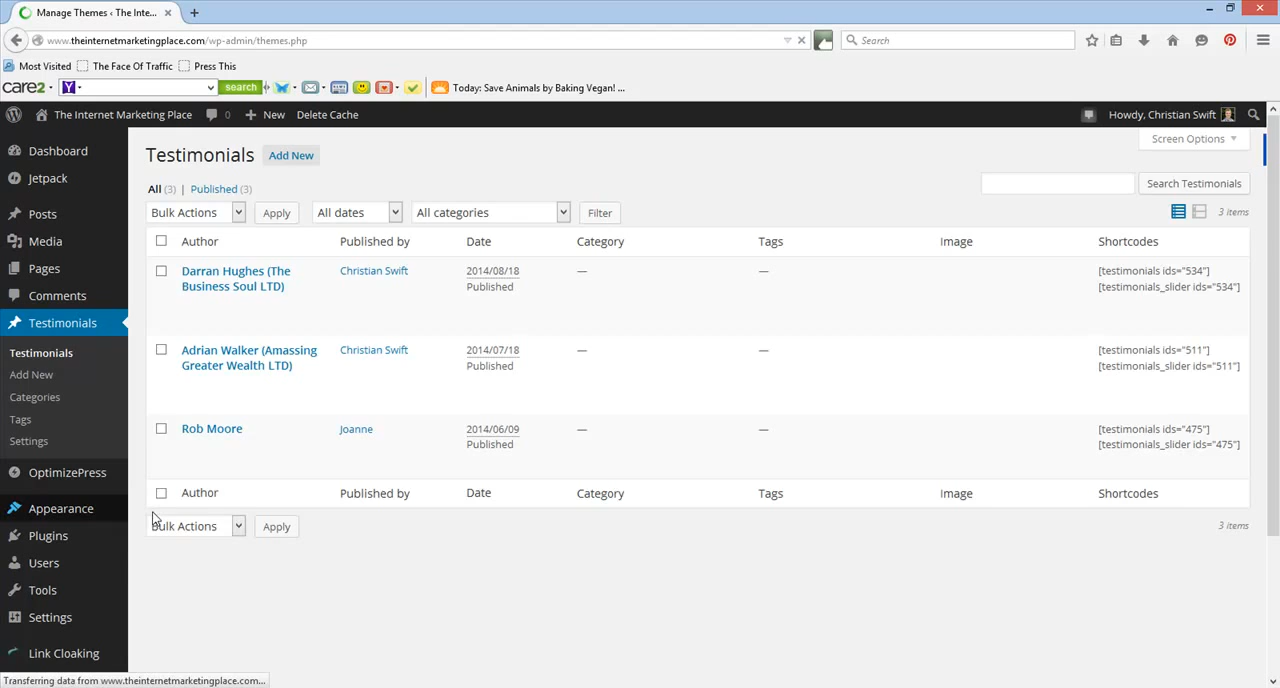 Manage Themes ‹ The Inte...
www.theinternetmarketingplace.com/wp-admin/themes.php
Search
Most Visited
The Face Of Traffic
Press This
care2
search
Today: Save Animals by Baking Vegan! ...
The Internet Marketing Place
0
New
Delete Cache
Howdy, Christian Swift
Dashboard
Jetpack
Posts
Media
Pages
Comments
Testimonials
Testimonials
Add New
Categories
Tags
Settings
OptimizePress
Appearance
Plugins
Users
Tools
Settings
Link Cloaking
Screen Options
Testimonials Add New
All (3) | Published (3)
Search Testimonials
Bulk Actions Apply All dates All categories Filter 3 items
Author Published by Date Category Tags Image Shortcodes
Darran Hughes (The Christian Swift 2014/08/18 — — [testimonials ids="534"]
Business Soul LTD) Published [testimonials_slider ids="534"]
Adrian Walker (Amassing Christian Swift 2014/07/18 — — [testimonials ids="511"]
Greater Wealth LTD) Published [testimonials_slider ids="511"]
Rob Moore Joanne 2014/06/09 — — [testimonials ids="475"]
Published [testimonials_slider ids="475"]
Author Published by Date Category Tags Image Shortcodes
Bulk Actions Apply 3 items
Transferring data from www.theinternetmarketingplace.com...